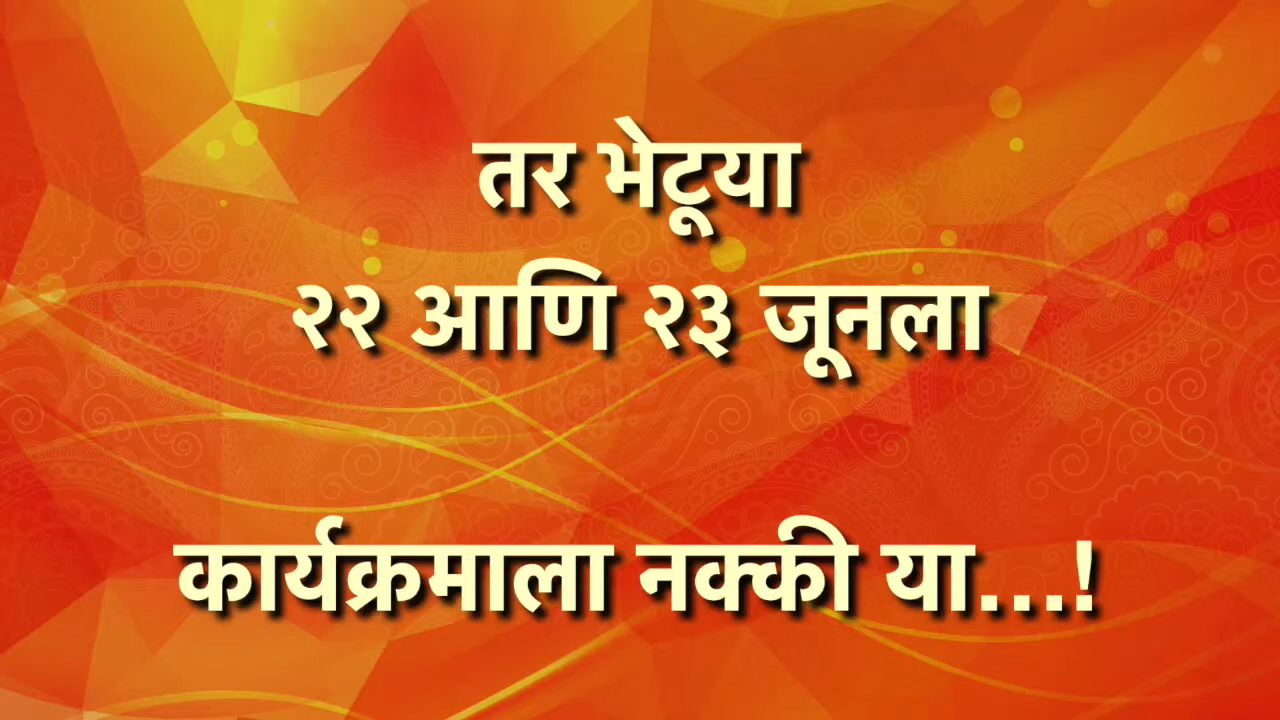 तर भेटूया
२२ आणि २३ जूनला
कार्यक्रमाला नक्की या...!